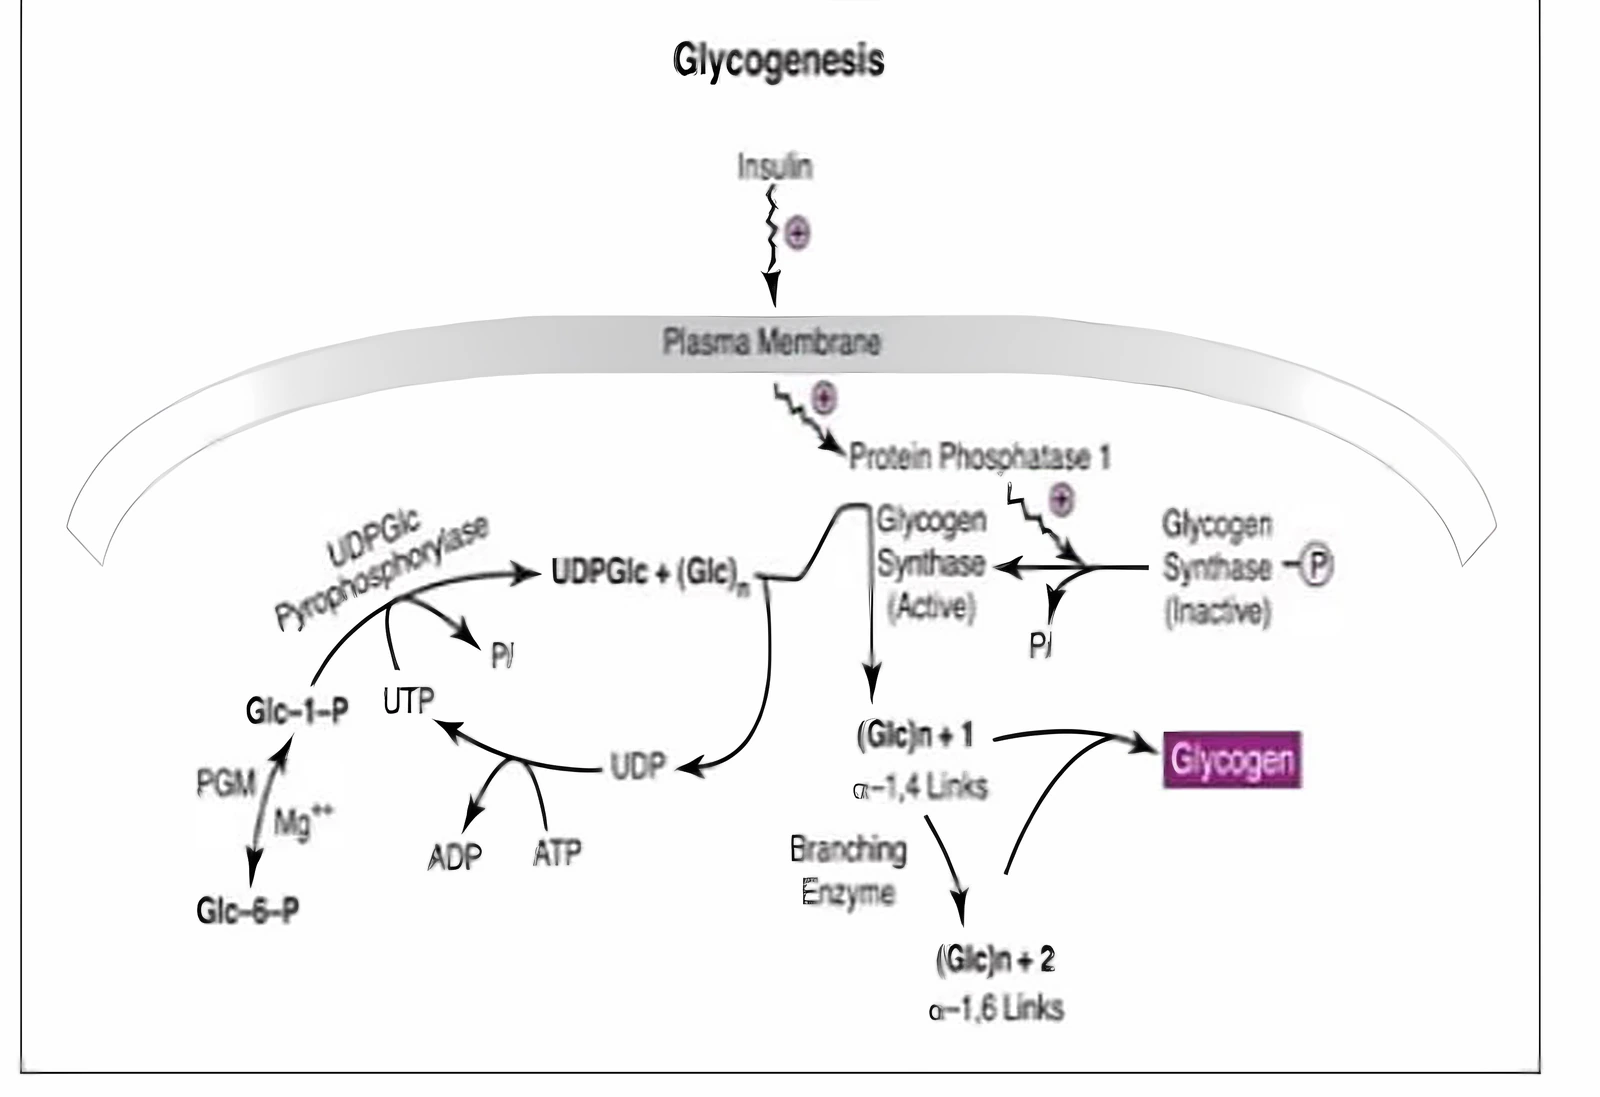 Glycogenesis
Insulin
+
Plasma Membrane
+
Protein Phosphatase 1
+
UDPGlc
Pyrophosphorylase
UDPGlc + (Glc)n
Glycogen
Synthase
(Active)
Glycogen
Synthase
(Inactive)
P
Pi
Pi
Glc–1–P
UTP
UDP
(Glc)n + 1
α–1,4 Links
Glycogen
PGM
Mg++
ADP
ATP
Branching
Enzyme
Glc–6–P
(Glc)n + 2
α–1,6 Links